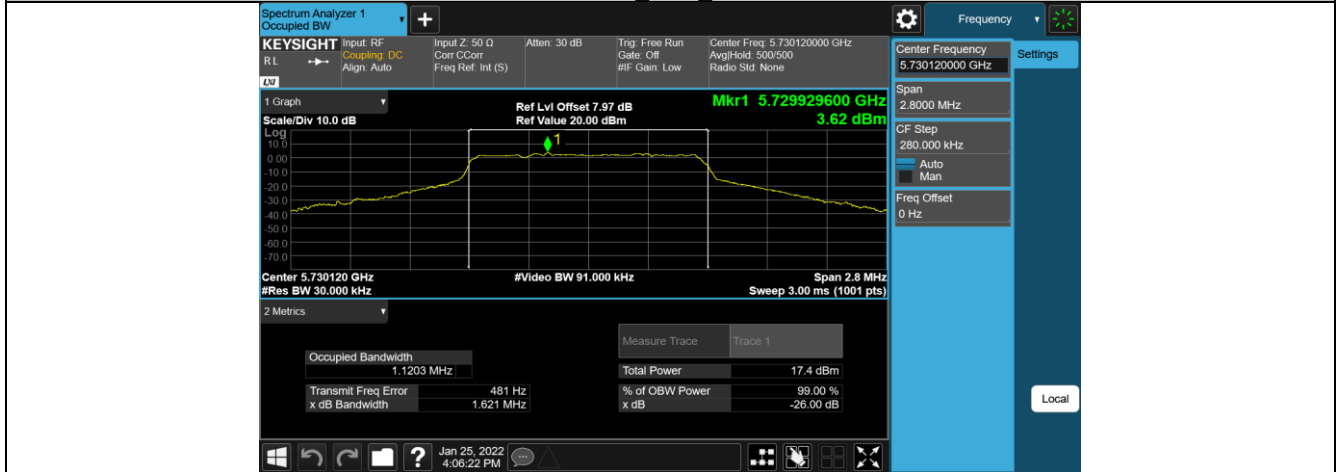 Spectrum Analyzer 1
Occupied BW
Frequency
KEYSIGHT
RL
LXI
Input: RF
Coupling: DC
Align: Auto
Input Z: 50 Ω
Corr CCorr
Freq Ref: Int (S)
Atten: 30 dB
Trig: Free Run
Gate: Off
#IF Gain: Low
Center Freq: 5.730120000 GHz
Avg|Hold: 500/500
Radio Std: None
Center Frequency
5.730120000 GHz
Settings
Span
2.8000 MHz
CF Step
280.000 kHz
Auto
Man
Freq Offset
0 Hz
1 Graph
Scale/Div 10.0 dB
Ref Lvl Offset 7.97 dB
Ref Value 20.00 dBm
Mkr1 5.729929600 GHz
3.62 dBm
Log
10.0
0.00
-10.0
-20.0
-30.0
-40.0
-50.0
-60.0
-70.0
1
Center 5.730120 GHz
#Res BW 30.000 kHz
#Video BW 91.000 kHz
Span 2.8 MHz
Sweep 3.00 ms (1001 pts)
2 Metrics
Measure Trace Trace 1
Occupied Bandwidth
1.1203 MHz
Total Power 17.4 dBm
Transmit Freq Error 481 Hz
% of OBW Power 99.00 %
x dB Bandwidth 1.621 MHz
x dB -26.00 dB
Local
?
Jan 25, 2022
4:06:22 PM